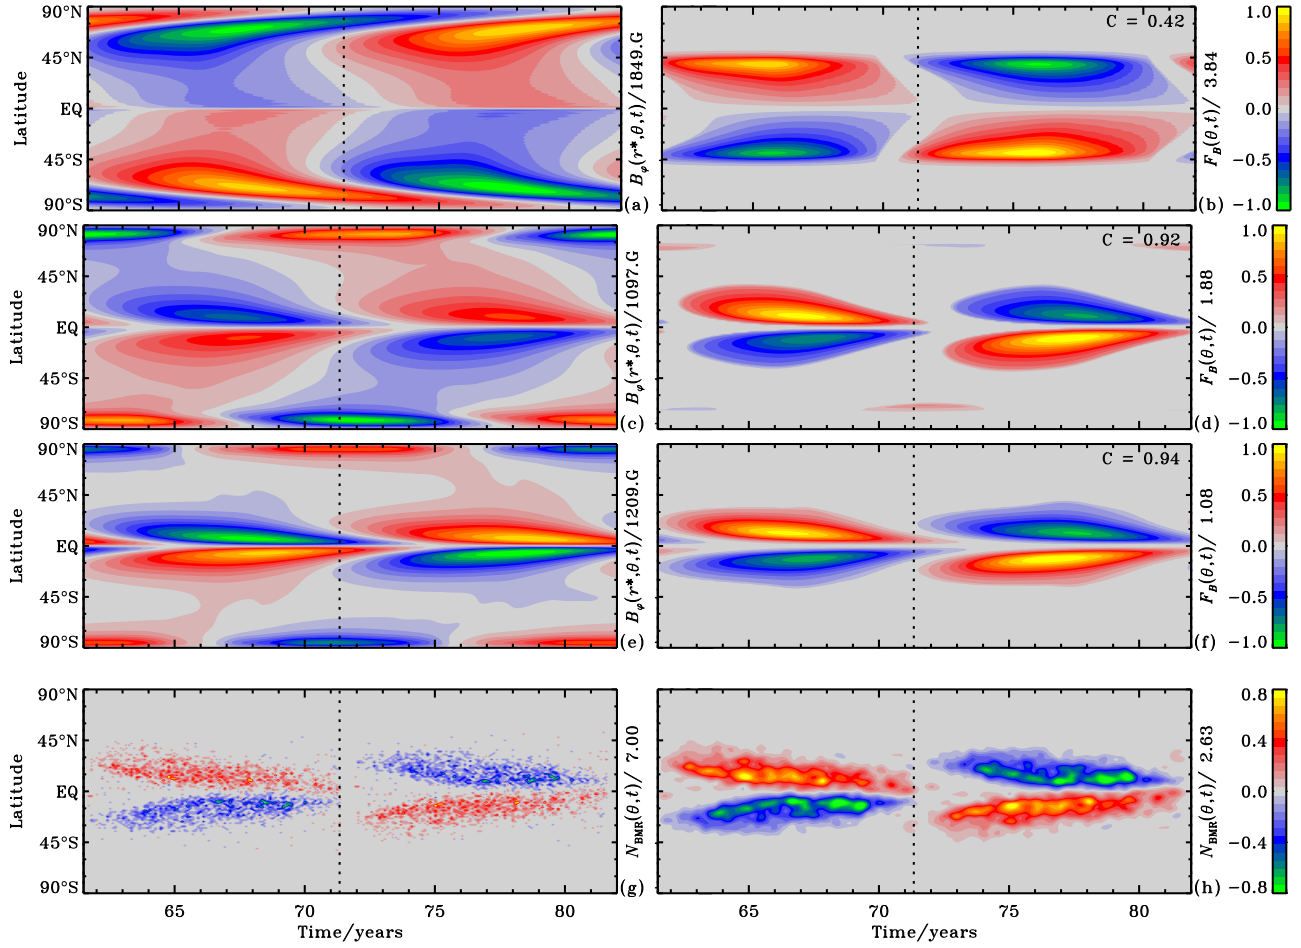 90°N
45°N
EQ
45°S
90°S
Latitude
B_φ(r*,θ,t)/1849.G
(a)
C = 0.42
F_B(θ,t)/ 3.84
(b)
1.0
0.5
0.0
−0.5
−1.0
90°N
45°N
EQ
45°S
90°S
Latitude
B_φ(r*,θ,t)/1097.G
(c)
C = 0.92
F_B(θ,t)/ 1.88
(d)
1.0
0.5
0.0
−0.5
−1.0
90°N
45°N
EQ
45°S
90°S
Latitude
B_φ(r*,θ,t)/1209.G
(e)
C = 0.94
F_B(θ,t)/ 1.08
(f)
1.0
0.5
0.0
−0.5
−1.0
90°N
45°N
EQ
45°S
90°S
Latitude
N_BMR(θ,t)/ 7.00
(g)
N_BMR(θ,t)/ 2.63
(h)
0.8
0.4
0.0
−0.4
−0.8
65 70 75 80
Time/years
65 70 75 80
Time/years